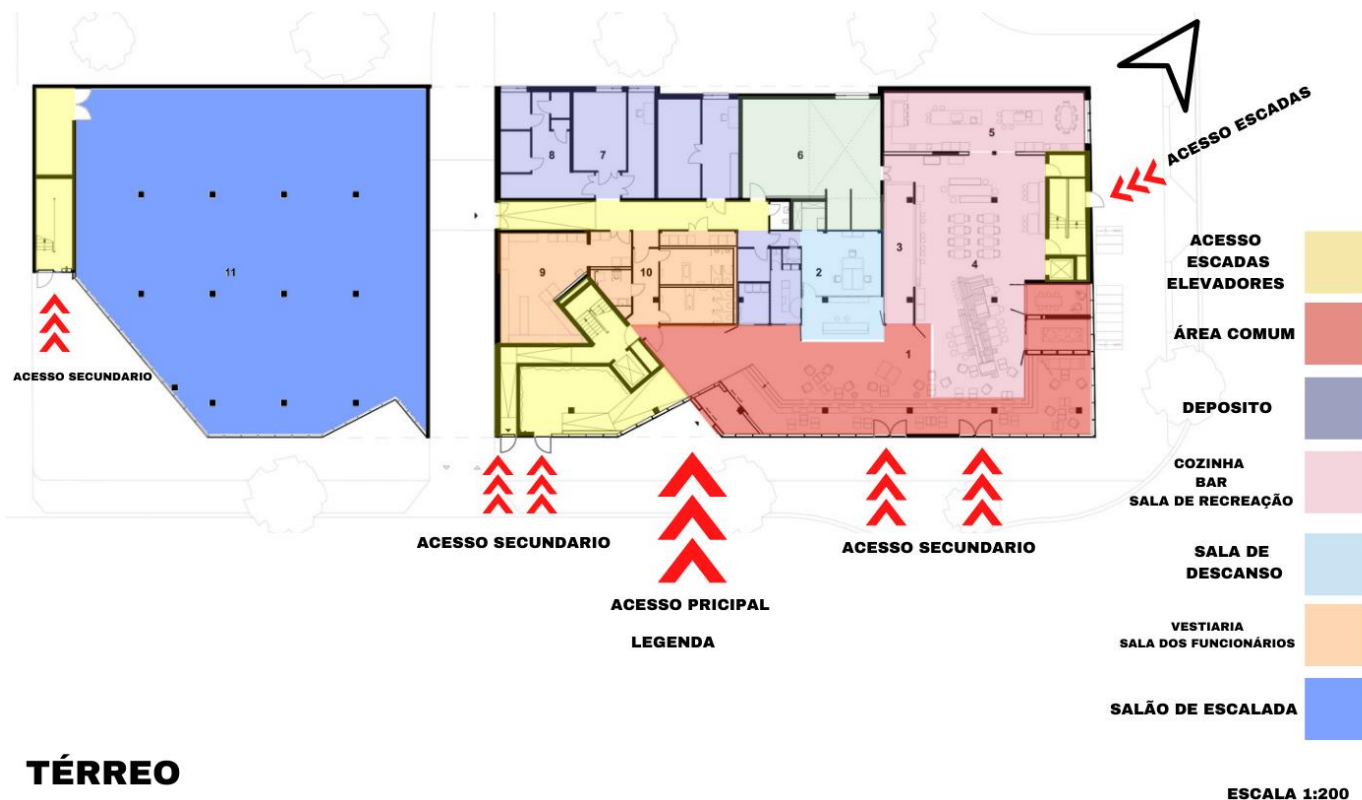 ACESSO ESCADAS
5
8
7
6
3
4
9
10
2
11
1
ACESSO SECUNDARIO
ACESSO SECUNDARIO
ACESSO SECUNDARIO
ACESSO PRICIPAL
LEGENDA
ACESSO
ESCADAS
ELEVADORES
ÁREA COMUM
DEPOSITO
COZINHA
BAR
SALA DE RECREAÇÃO
SALA DE
DESCANSO
VESTIARIA
SALA DOS FUNCIONÁRIOS
SALÃO DE ESCALADA
TÉRREO
ESCALA 1:200